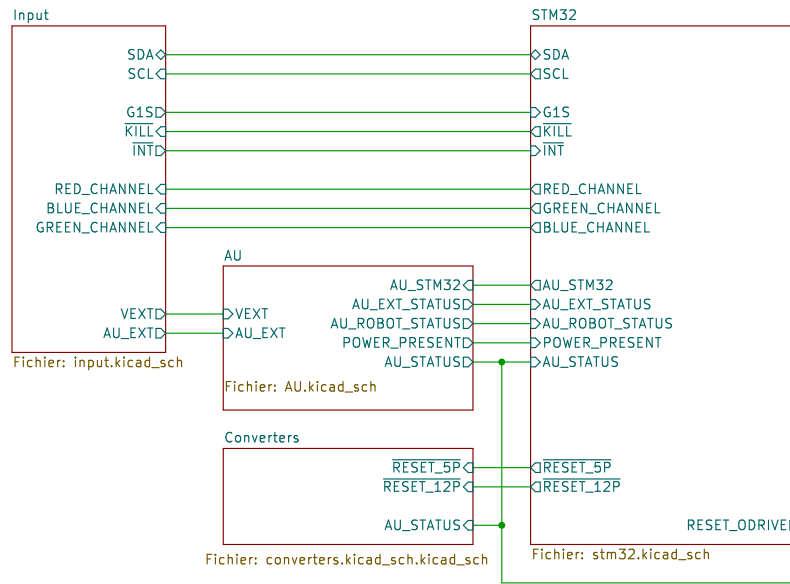 Input
SDA
SCL
G1S
KILL
INT
RED_CHANNEL
BLUE_CHANNEL
GREEN_CHANNEL
VEXT
AU_EXT
Fichier: input.kicad_sch
AU
VEXT
AU_EXT
AU_STM32
AU_EXT_STATUS
AU_ROBOT_STATUS
POWER_PRESENT
AU_STATUS
Fichier: AU.kicad_sch
Converters
RESET_5P
RESET_12P
AU_STATUS
Fichier: converters.kicad_sch.kicad_sch
STM32
SDA
SCL
G1S
KILL
INT
RED_CHANNEL
GREEN_CHANNEL
BLUE_CHANNEL
AU_STM32
AU_EXT_STATUS
AU_ROBOT_STATUS
POWER_PRESENT
AU_STATUS
RESET_5P
RESET_12P
RESET_ODRIVE
Fichier: stm32.kicad_sch